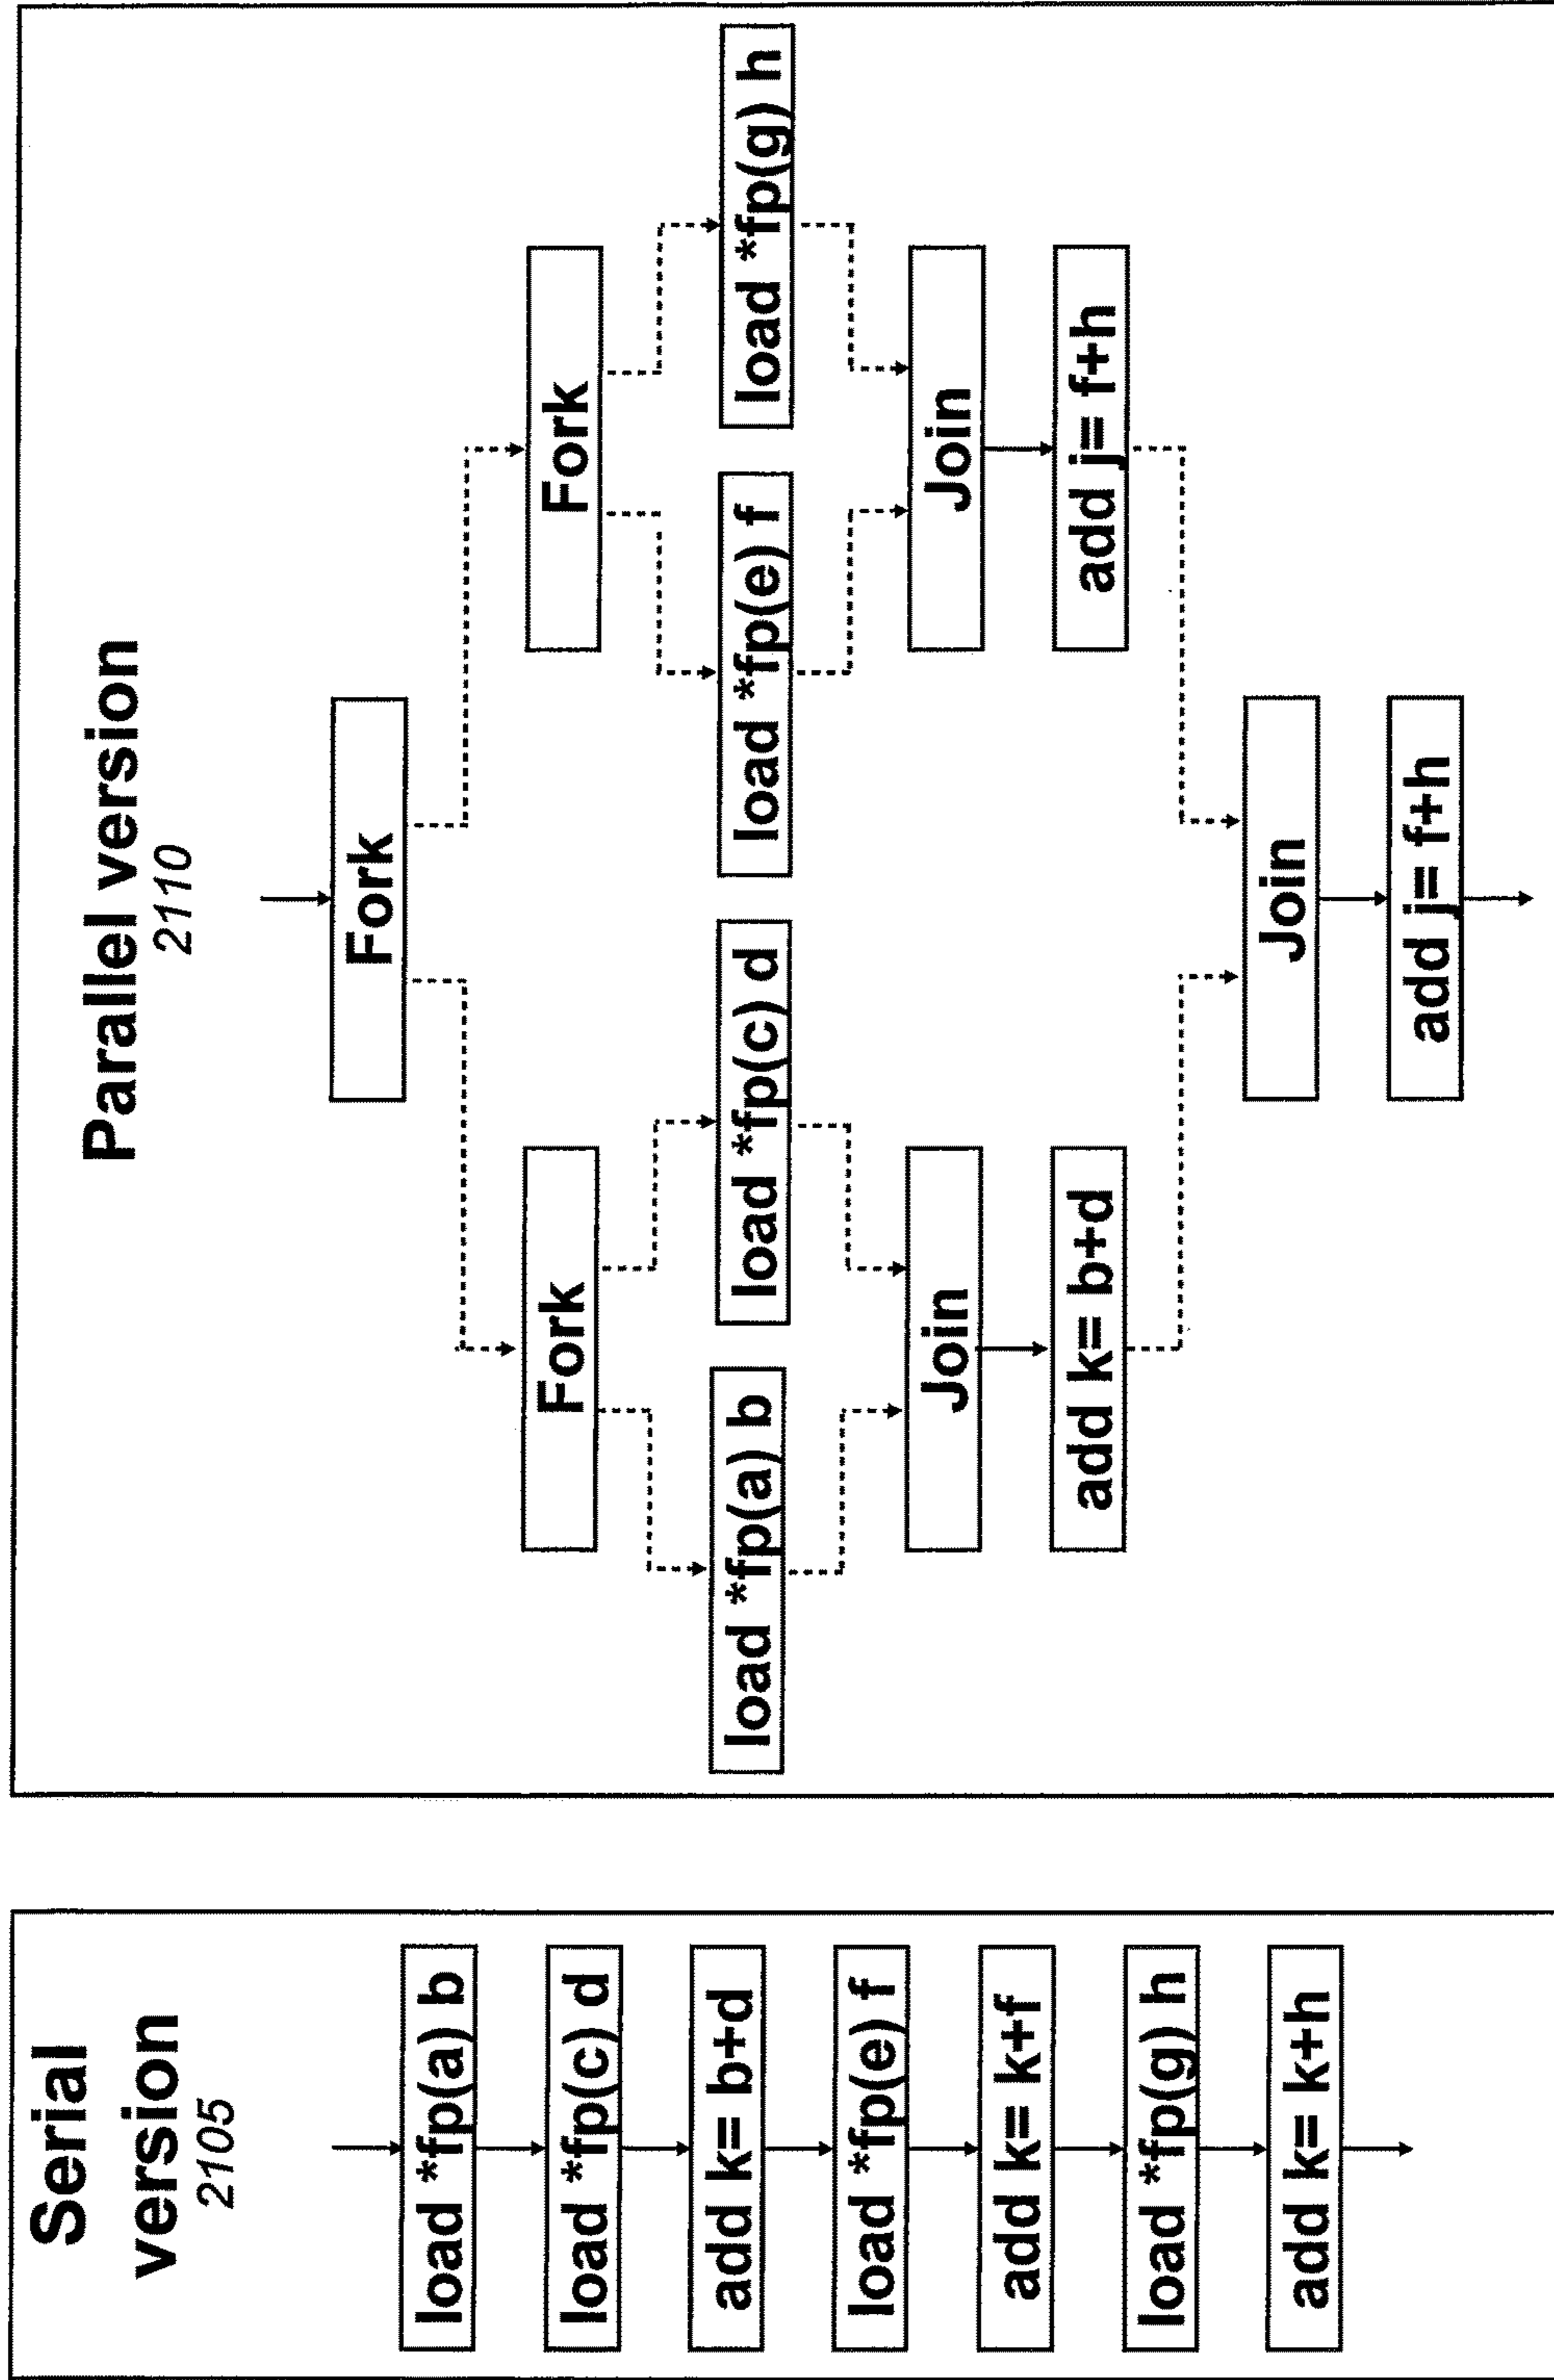 Serial
version
2105
load *fp(a) b
load *fp(c) d
add k= b+d
load *fp(e) f
add k= k+f
load *fp(g) h
add k= k+h
Parallel version
2110
Fork
Fork
Fork
load *fp(a) b
load *fp(c) d
load *fp(e) f
load *fp(g) h
Join
Join
add k= b+d
add j= f+h
Join
add j= f+h